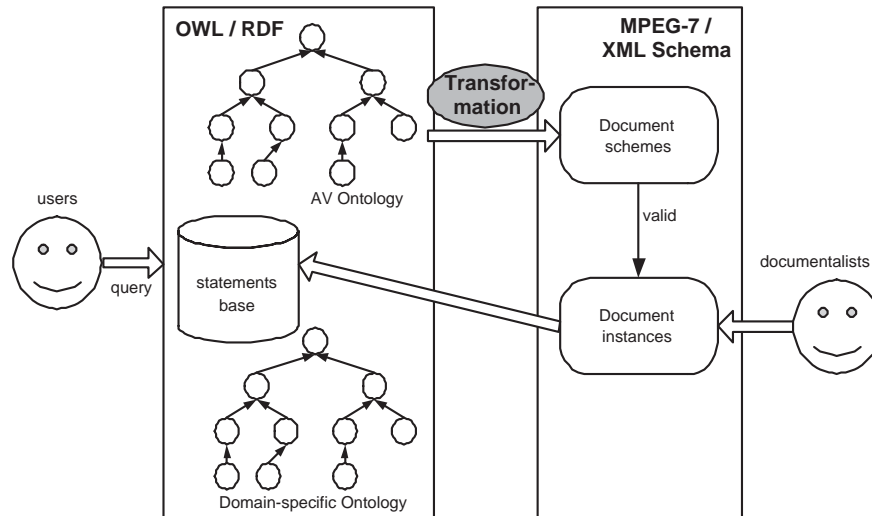 OWL / RDF
MPEG-7 /
XML Schema
Transfor-
mation
Document
schemes
AV Ontology
users
valid
query
statements
base
documentalists
Document
instances
Domain-specific Ontology